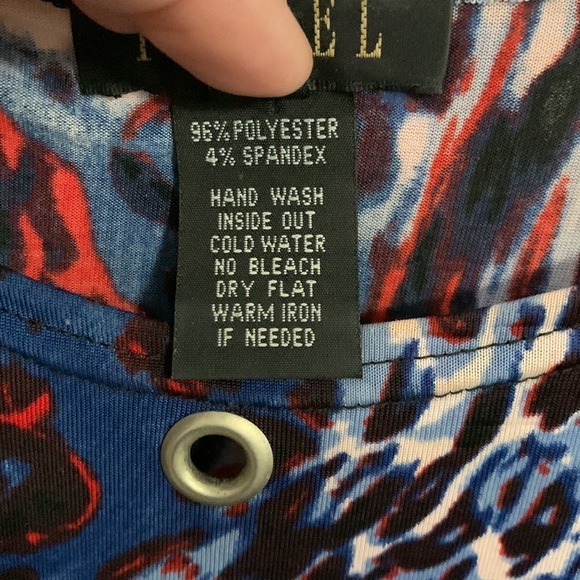 96% POLYESTER
4% SPANDEX
HAND WASH
INSIDE OUT
COLD WATER
NO BLEACH
DRY FLAT
WARM IRON
IF NEEDED